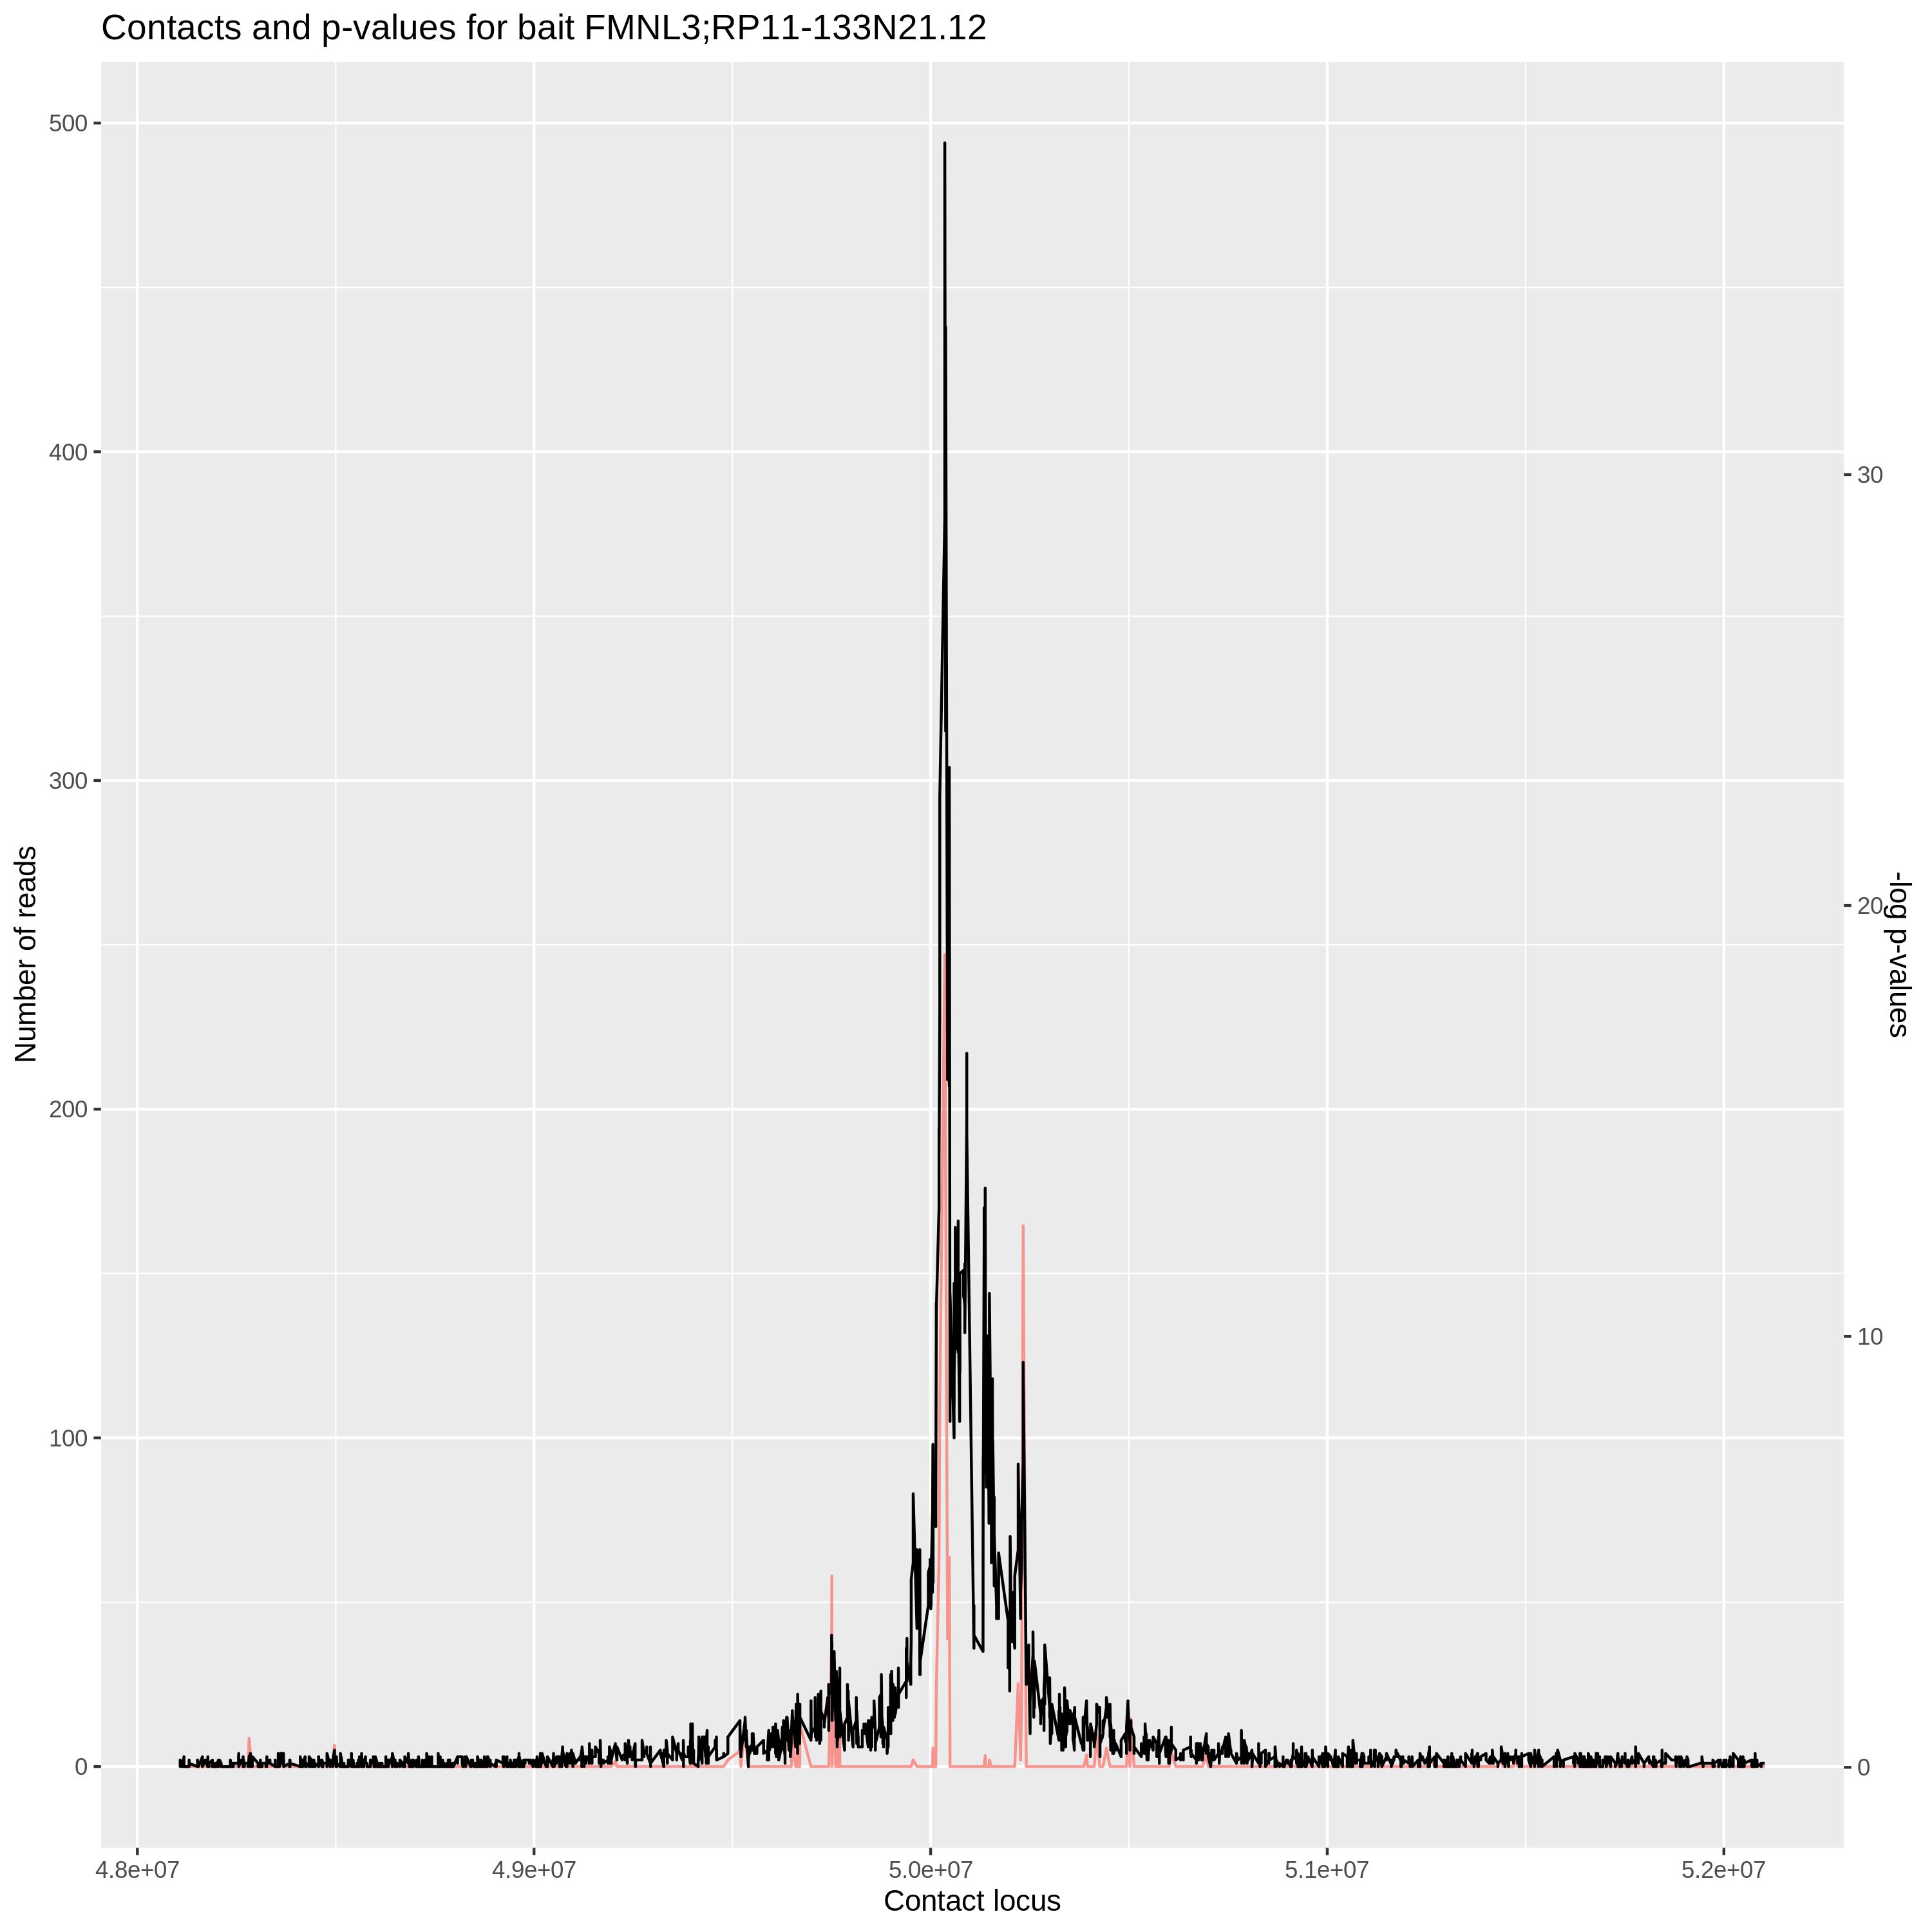 Contacts and p-values for bait FMNL3;RP11-133N21.12
500
400
300
200
100
0
Number of reads
30
20
10
0
-log p-values
4.8e+07 4.9e+07 5.0e+07 5.1e+07 5.2e+07
Contact locus